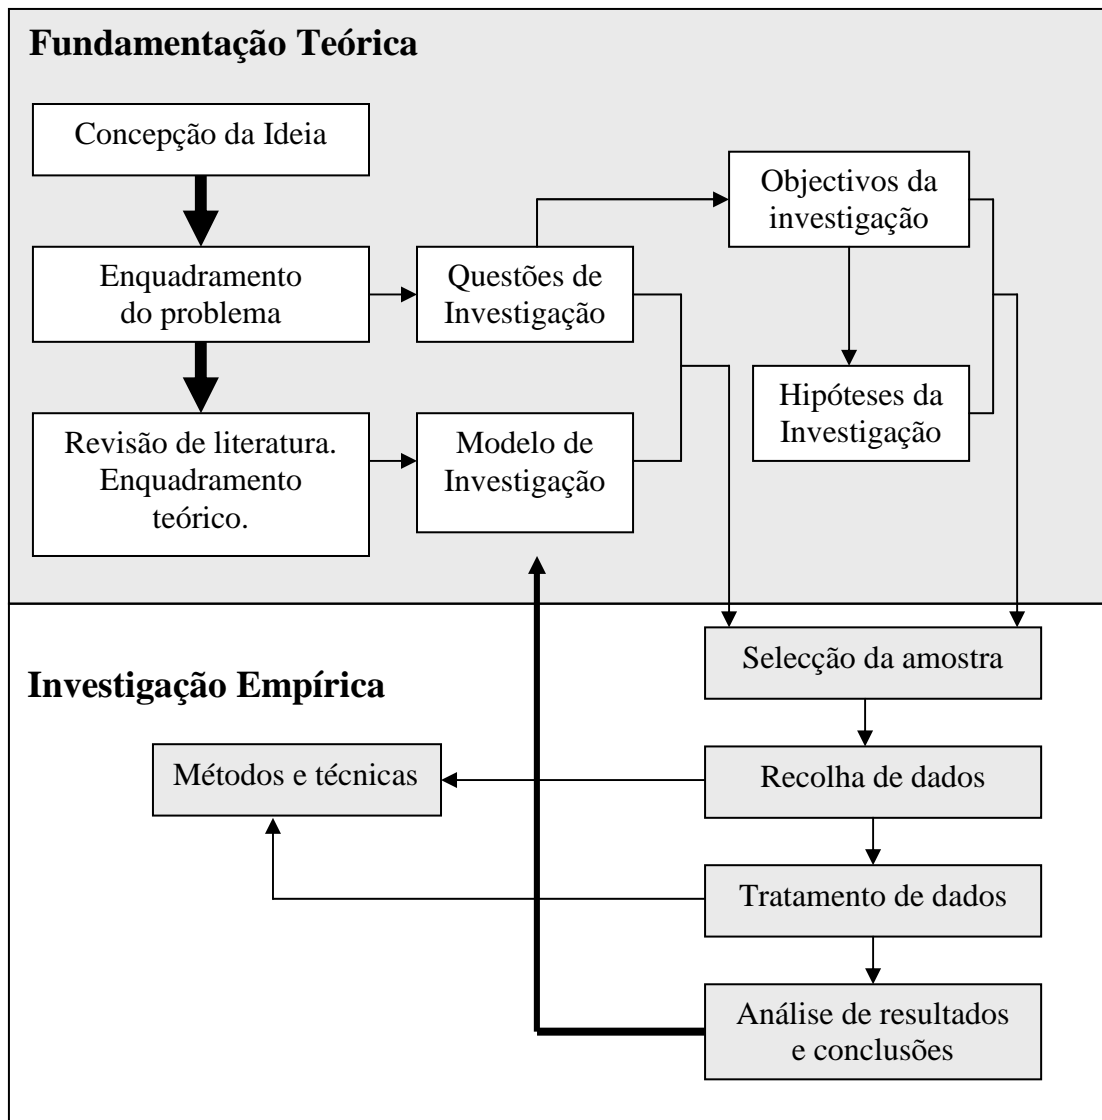 Fundamentação Teórica
Concepção da Ideia
Enquadramento
do problema
Revisão de literatura.
Enquadramento
teórico.
Questões de
Investigação
Modelo de
Investigação
Objectivos da
investigação
Hipóteses da
Investigação
Investigação Empírica
Selecção da amostra
Métodos e técnicas
Recolha de dados
Tratamento de dados
Análise de resultados
e conclusões